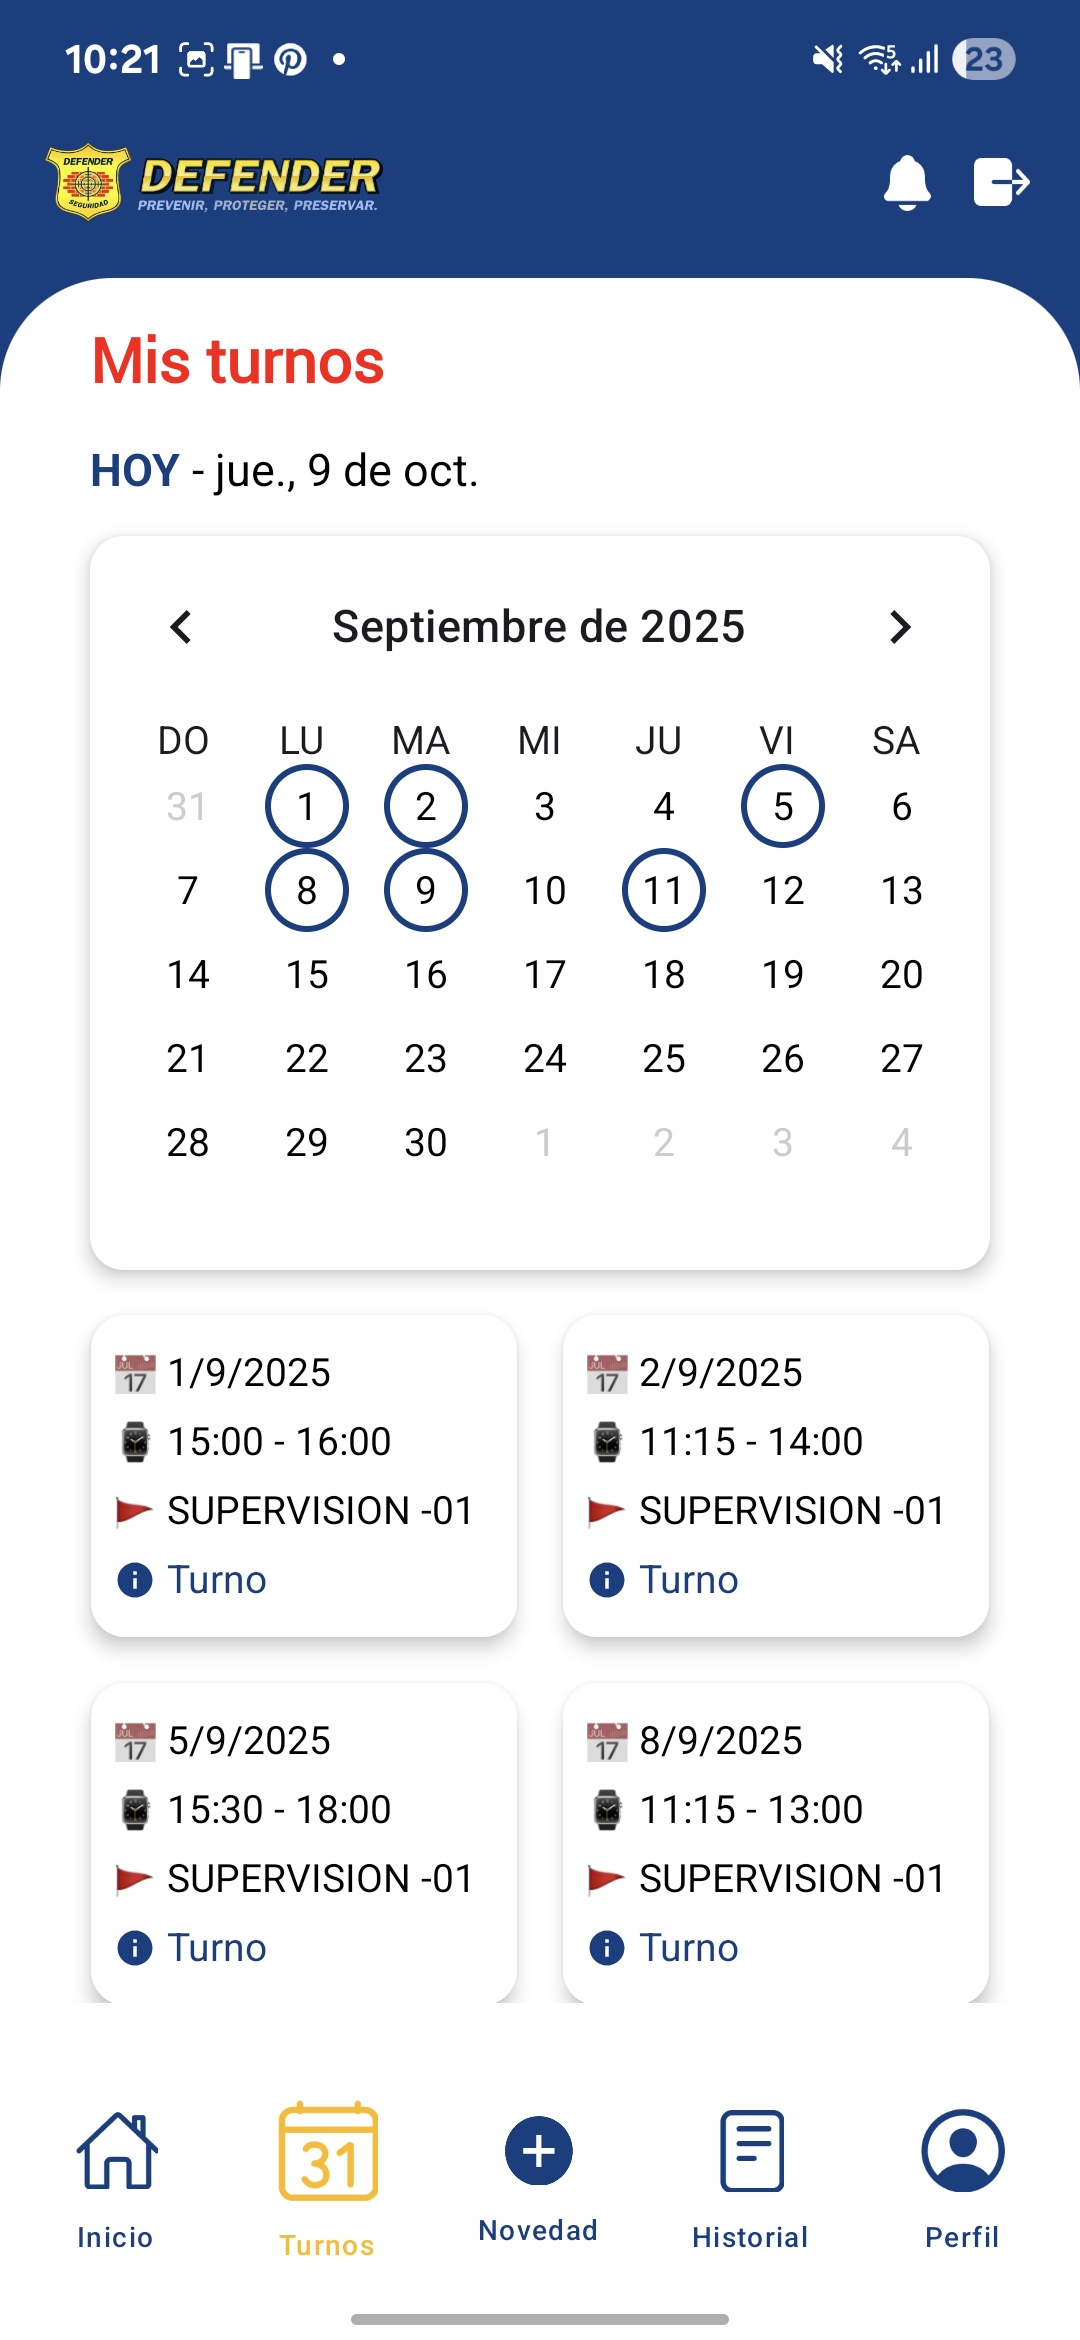 10:21
23
DEFENDER
SEGURIDAD
DEFENDER
PREVENIR, PROTEGER, PRESERVAR.
Mis turnos
HOY - jue., 9 de oct.
Septiembre de 2025
DO LU MA MI JU VI SA
31 1 2 3 4 5 6
7 8 9 10 11 12 13
14 15 16 17 18 19 20
21 22 23 24 25 26 27
28 29 30 1 2 3 4
JUL 17 1/9/2025
15:00 - 16:00
SUPERVISION -01
Turno
JUL 17 2/9/2025
11:15 - 14:00
SUPERVISION -01
Turno
JUL 17 5/9/2025
15:30 - 18:00
SUPERVISION -01
Turno
JUL 17 8/9/2025
11:15 - 13:00
SUPERVISION -01
Turno
31
Inicio
Turnos
Novedad
Historial
Perfil